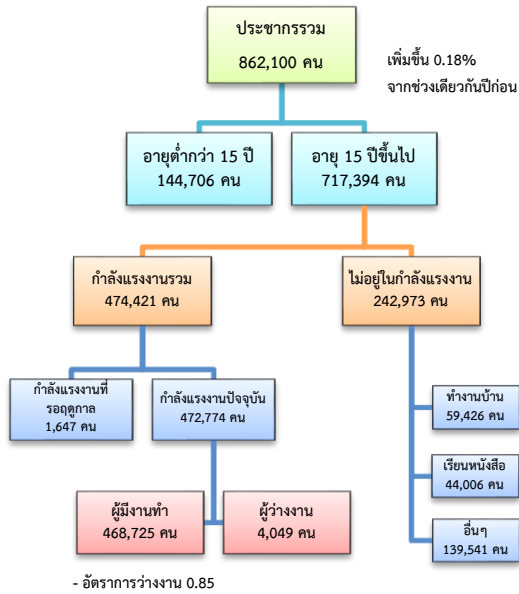 ประชากรรวม
862,100 คน
เพิ่มขึ้น 0.18%
จากช่วงเดียวกันปีก่อน
อายุต่ำกว่า 15 ปี
144,706 คน
อายุ 15 ปีขึ้นไป
717,394 คน
กำลังแรงงานรวม
474,421 คน
ไม่อยู่ในกำลังแรงงาน
242,973 คน
กำลังแรงงานที่
รอฤดูกาล
1,647 คน
กำลังแรงงานปัจจุบัน
472,774 คน
ทำงานบ้าน
59,426 คน
เรียนหนังสือ
44,006 คน
อื่นๆ
139,541 คน
ผู้มีงานทำ
468,725 คน
ผู้ว่างงาน
4,049 คน
- อัตราการว่างงาน 0.85